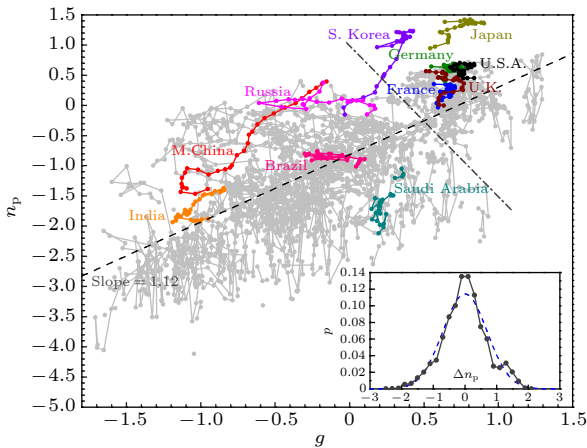 1.5
1.0
0.5
0
−0.5
−1.0
−1.5
−2.0
−2.5
−3.0
−3.5
−4.0
−4.5
−5.0
n_p
S. Korea
Japan
Germany
U.S.A.
France
U.K.
Russia
M.China
Brazil
India
Saudi Arabia
Slope = 1.12
0.14
0.12
0.10
0.08
0.06
0.04
0.02
0
p
Δn_p
−3 −2 −1 0 1 2 3
−1.5 −1.0 −0.5 0 0.5 1.0 1.5
g